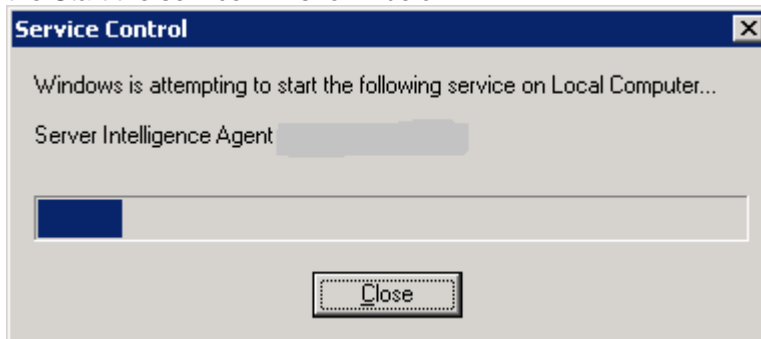 Service Control
Windows is attempting to start the following service on Local Computer...
Server Intelligence Agent
Close